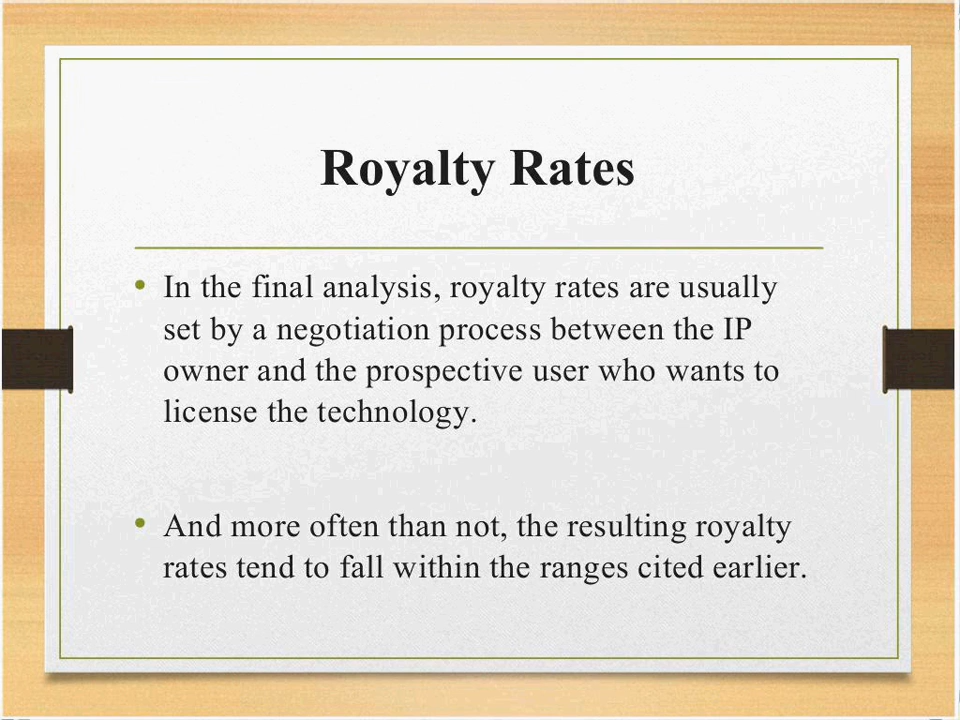 Royalty Rates
• In the final analysis, royalty rates are usually
set by a negotiation process between the IP
owner and the prospective user who wants to
license the technology.
• And more often than not, the resulting royalty
rates tend to fall within the ranges cited earlier.